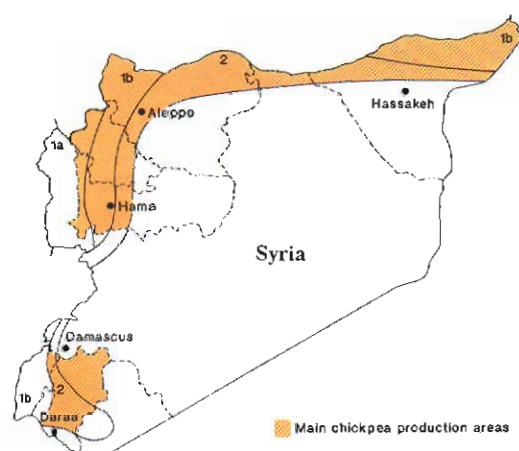 1b
2
1b
Aleppo
Hassakeh
1a
Hama
Syria
Damascus
2
1b
Daraa
Main chickpea production areas